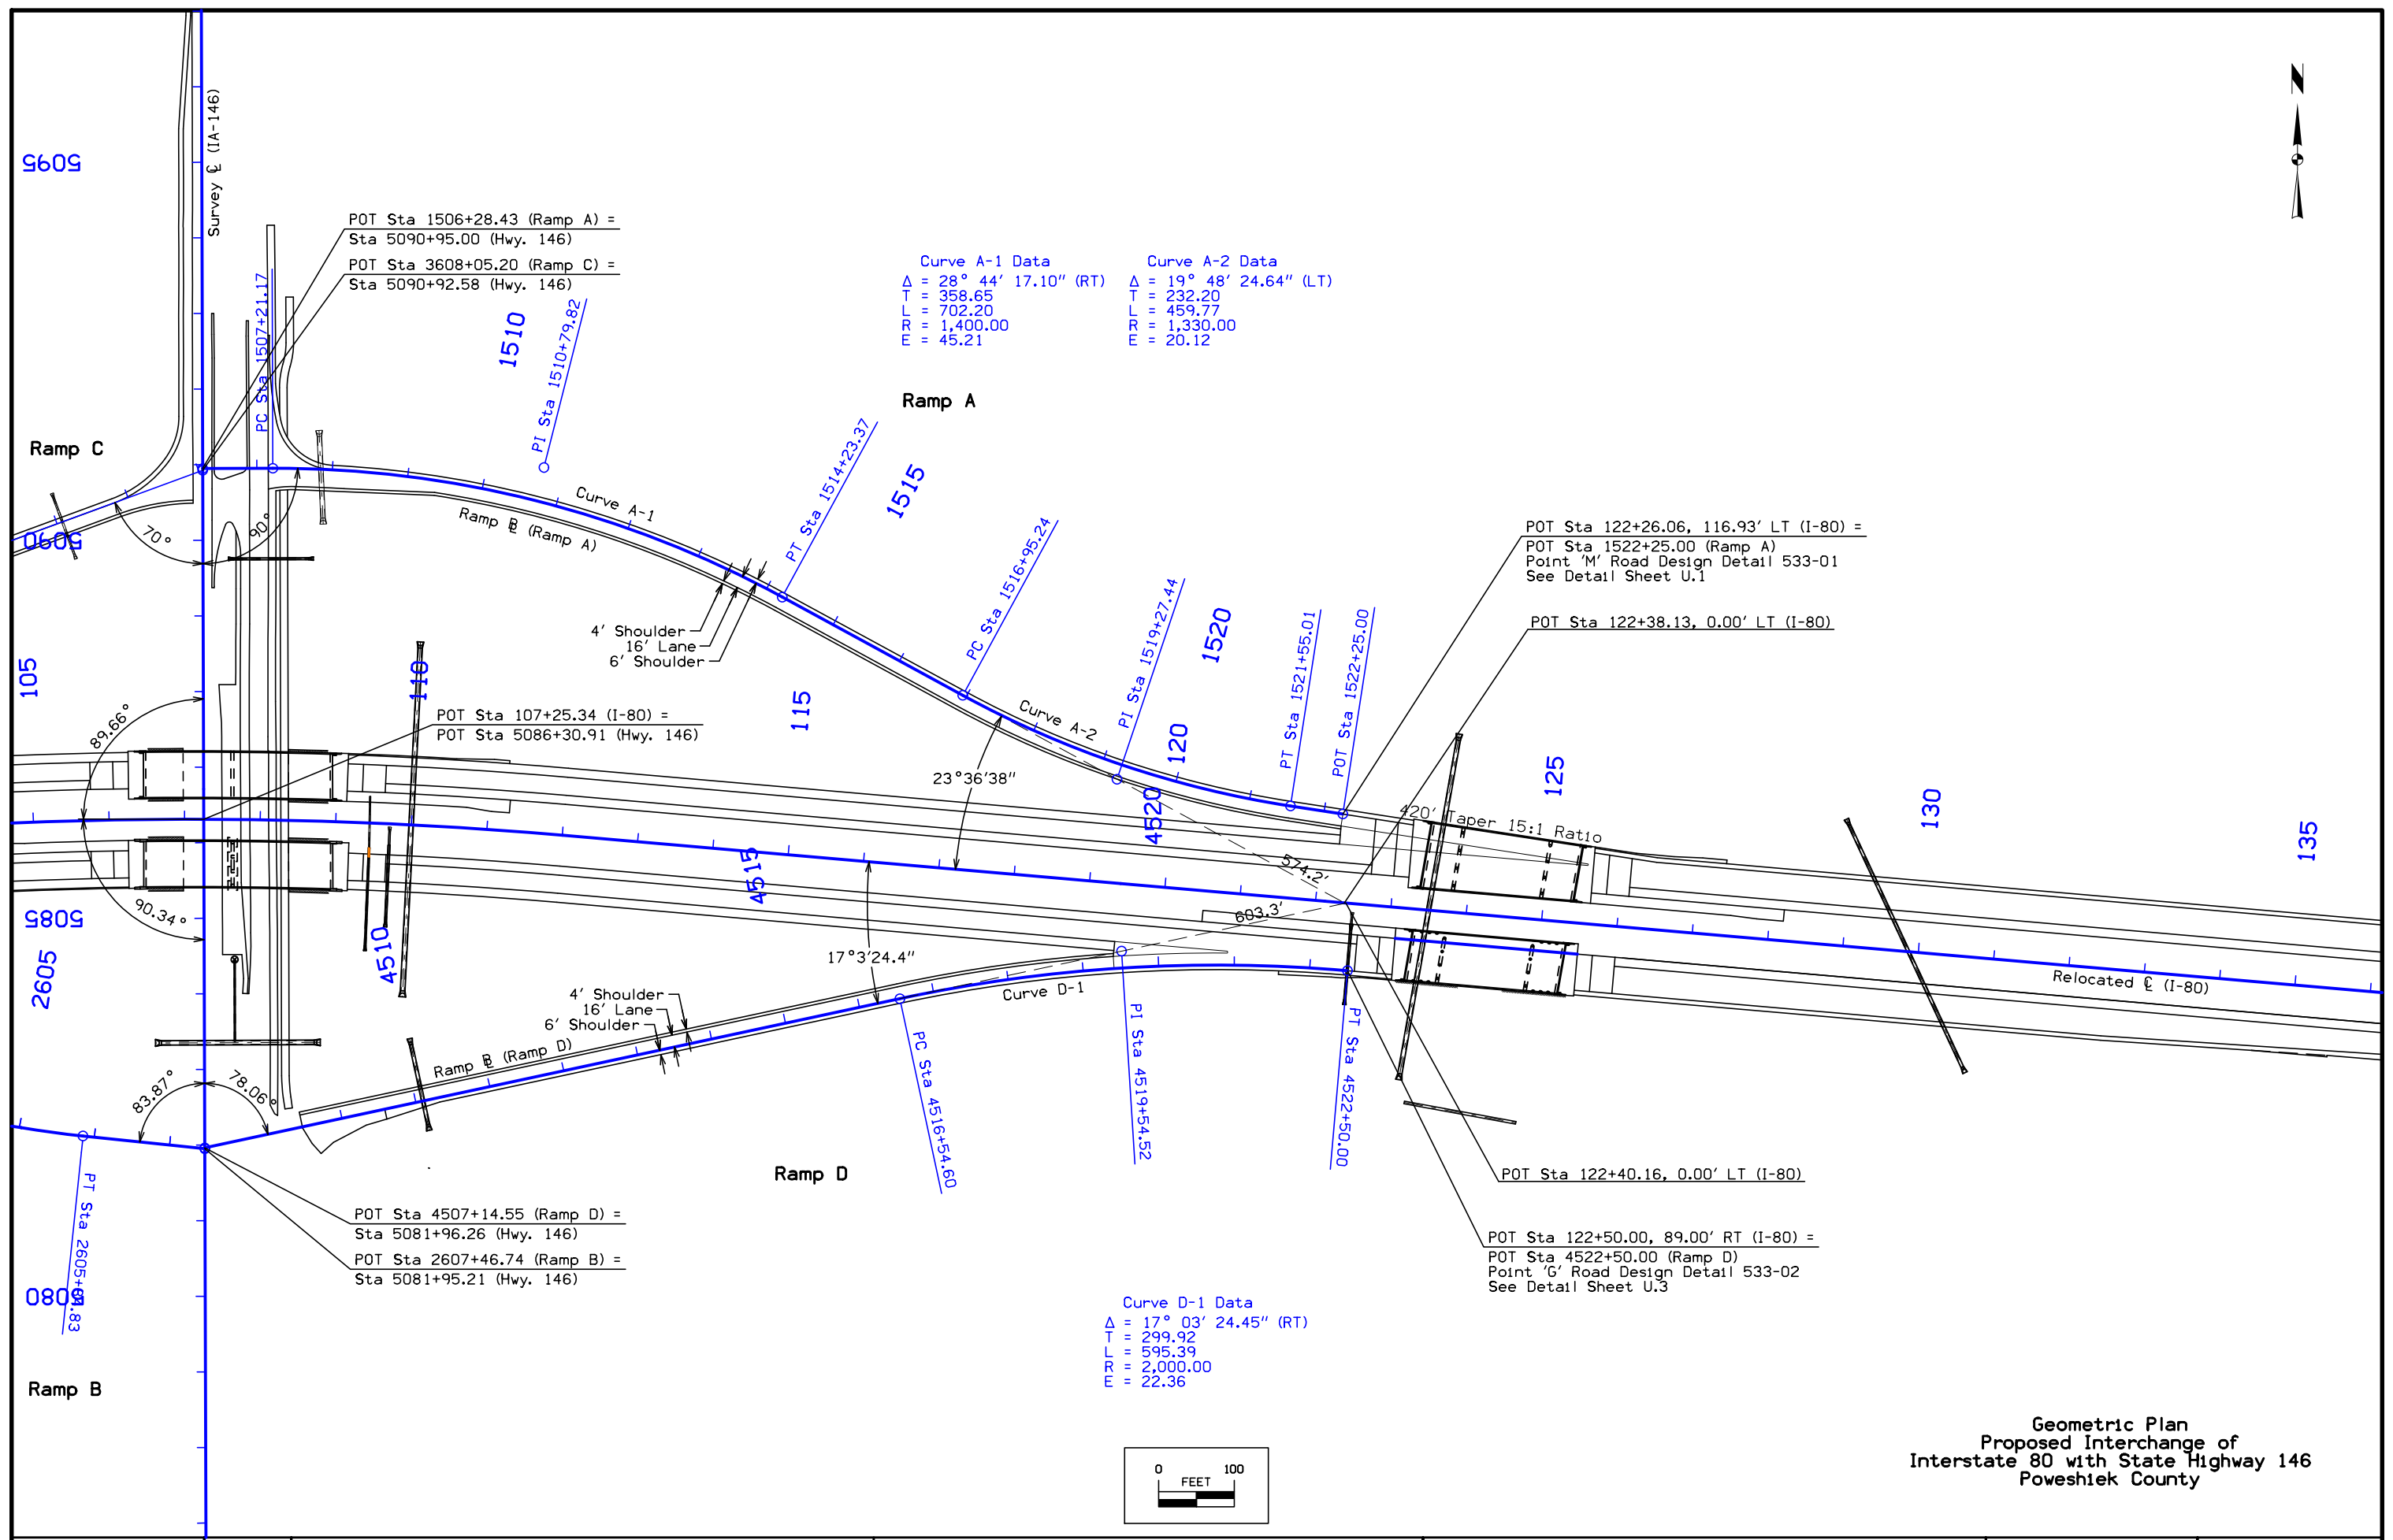 N
Survey ℄ (IA-146)
5095
POT Sta 1506+28.43 (Ramp A) =
Sta 5090+95.00 (Hwy. 146)
POT Sta 3608+05.20 (Ramp C) =
Sta 5090+92.58 (Hwy. 146)
PC Sta 1507+21.17
1510
PI Sta 1510+79.82
Curve A-1 Data
Δ = 28° 44' 17.10" (RT)
T = 358.65
L = 702.20
R = 1,400.00
E = 45.21
Curve A-2 Data
Δ = 19° 48' 24.64" (LT)
T = 232.20
L = 459.77
R = 1,330.00
E = 20.12
Ramp A
Ramp C
PT Sta 1514+23.37
1515
Curve A-1
Ramp ℄ (Ramp A)
70°
90°
5090
PC Sta 1516+95.24
PI Sta 1519+27.44
1520
PT Sta 1521+55.01
POT Sta 1522+25.00
POT Sta 122+26.06, 116.93' LT (I-80) =
POT Sta 1522+25.00 (Ramp A)
Point 'M' Road Design Detail 533-01
See Detail Sheet U.1
POT Sta 122+38.13, 0.00' LT (I-80)
4' Shoulder
16' Lane
6' Shoulder
105
110
115
120
125
130
135
89.66°
POT Sta 107+25.34 (I-80) =
POT Sta 5086+30.91 (Hwy. 146)
Curve A-2
23°36'38"
420' Taper 15:1 Ratio
574.2'
603.3'
4520
4515
4510
90.34°
5085
2605
17°3'24.4"
Relocated ℄ (I-80)
4' Shoulder
16' Lane
6' Shoulder
Curve D-1
Ramp ℄ (Ramp D)
83.87°
78.06°
PC Sta 4516+54.60
PI Sta 4519+54.52
PT Sta 4522+50.00
Ramp D
POT Sta 122+40.16, 0.00' LT (I-80)
POT Sta 4507+14.55 (Ramp D) =
Sta 5081+96.26 (Hwy. 146)
POT Sta 2607+46.74 (Ramp B) =
Sta 5081+95.21 (Hwy. 146)
POT Sta 122+50.00, 89.00' RT (I-80) =
POT Sta 4522+50.00 (Ramp D)
Point 'G' Road Design Detail 533-02
See Detail Sheet U.3
PT Sta
5080
Curve D-1 Data
Δ = 17° 03' 24.45" (RT)
T = 299.92
L = 595.39
R = 2,000.00
E = 22.36
Ramp B
0 100
FEET
Geometric Plan
Proposed Interchange of
Interstate 80 with State Highway 146
Poweshiek County